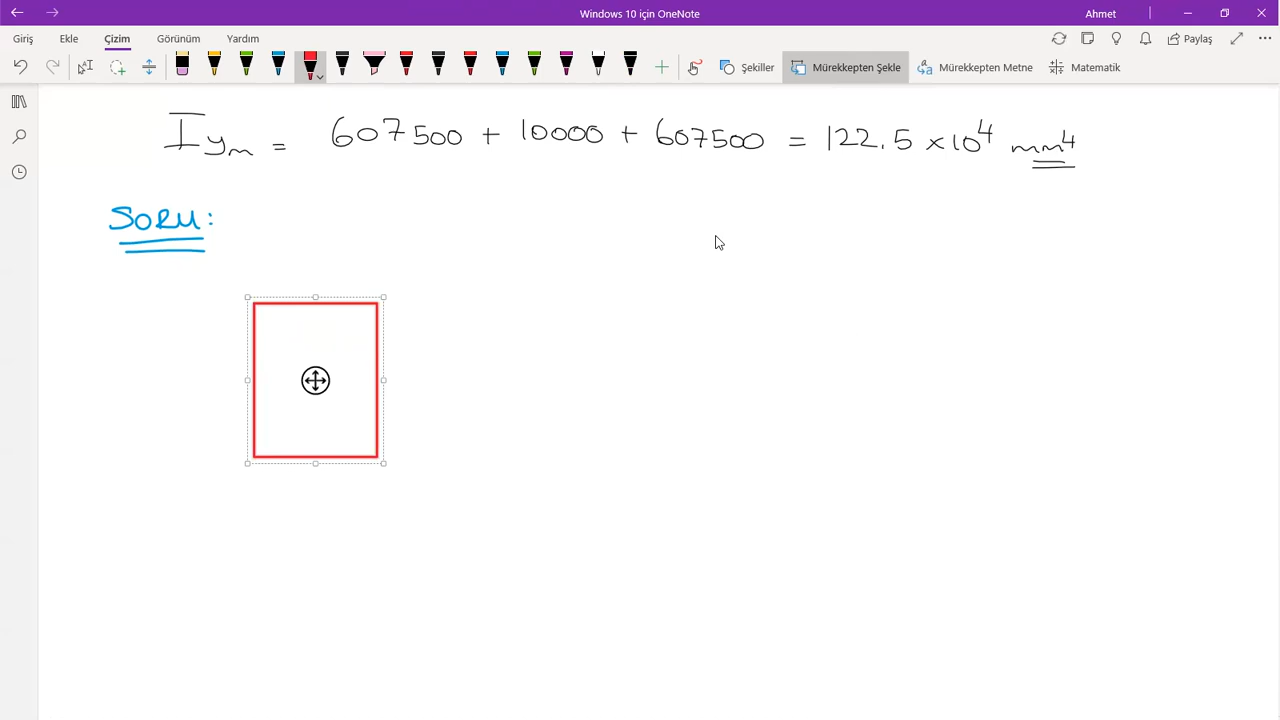 Windows 10 için OneNote
Ahmet
Giriş Ekle Çizim Görünüm Yardım
Paylaş
Şekiller Mürekkepten Şekle Mürekkepten Metne Matematik
Iym = 607500 + 10000 + 607500 = 122.5 ×10⁴ mm⁴
SORU: